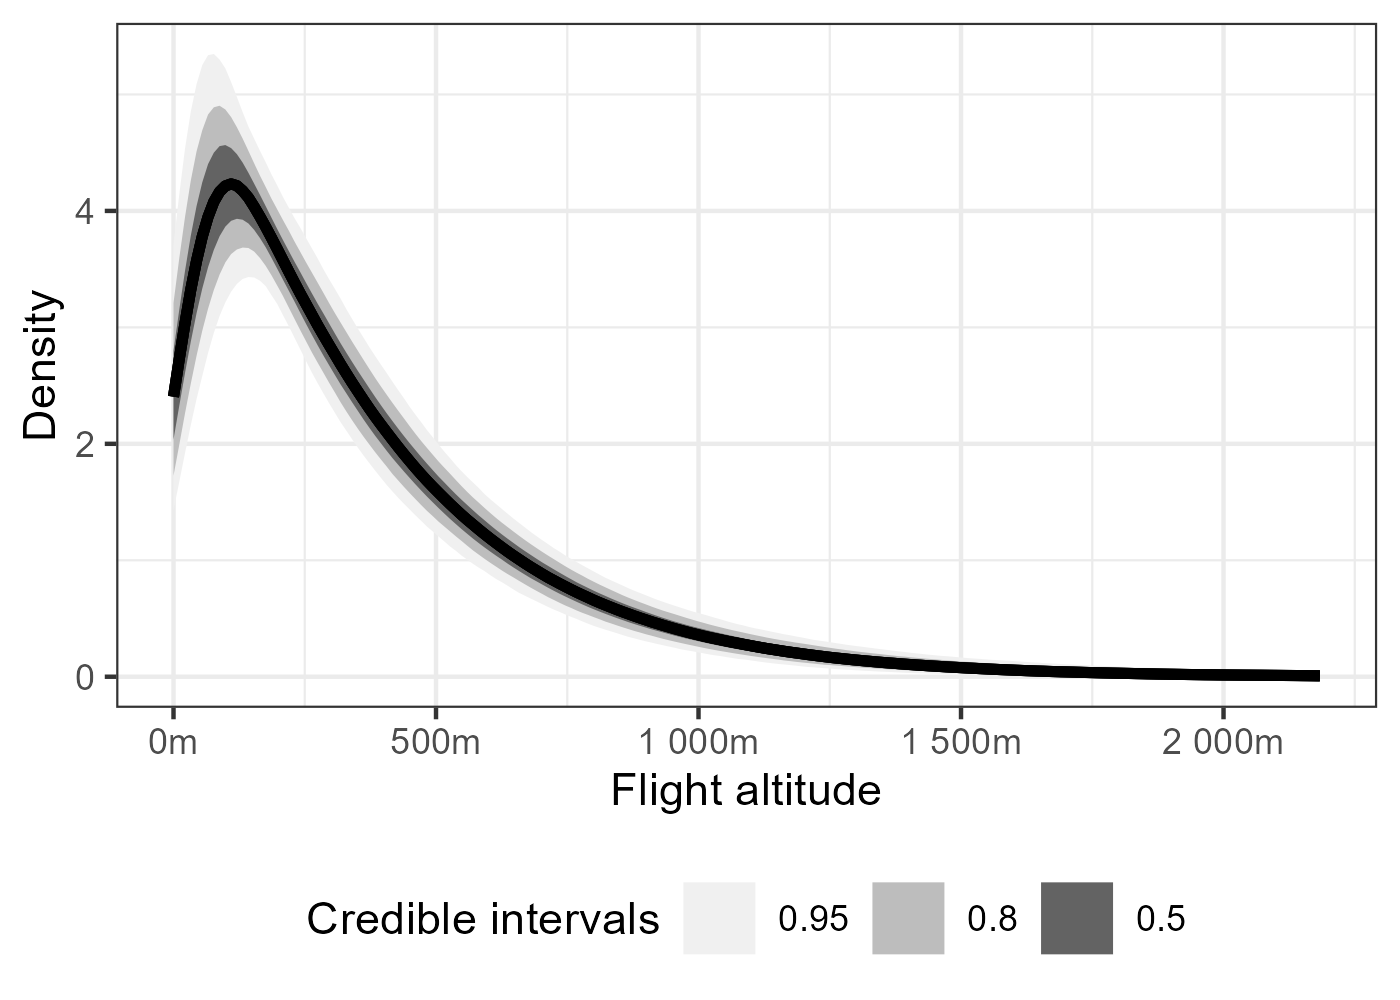 Density
4
2
0
0m 500m 1 000m 1 500m 2 000m
Flight altitude
Credible intervals 0.95 0.8 0.5